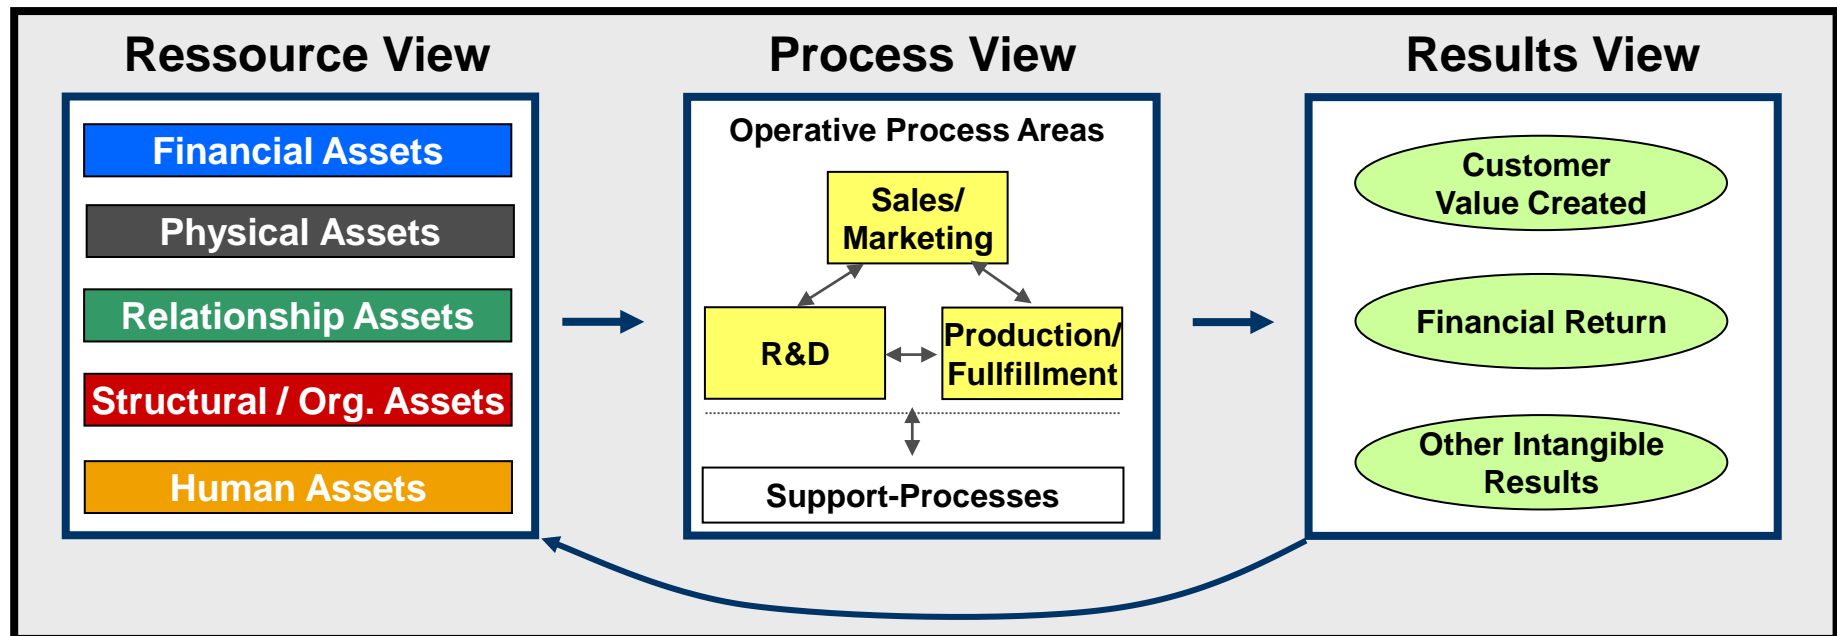 Ressource View
Financial Assets
Physical Assets
Relationship Assets
Structural / Org. Assets
Human Assets
Process View
Operative Process Areas
Sales/
Marketing
R&D
Production/
Fullfillment
Support-Processes
Results View
Customer
Value Created
Financial Return
Other Intangible
Results